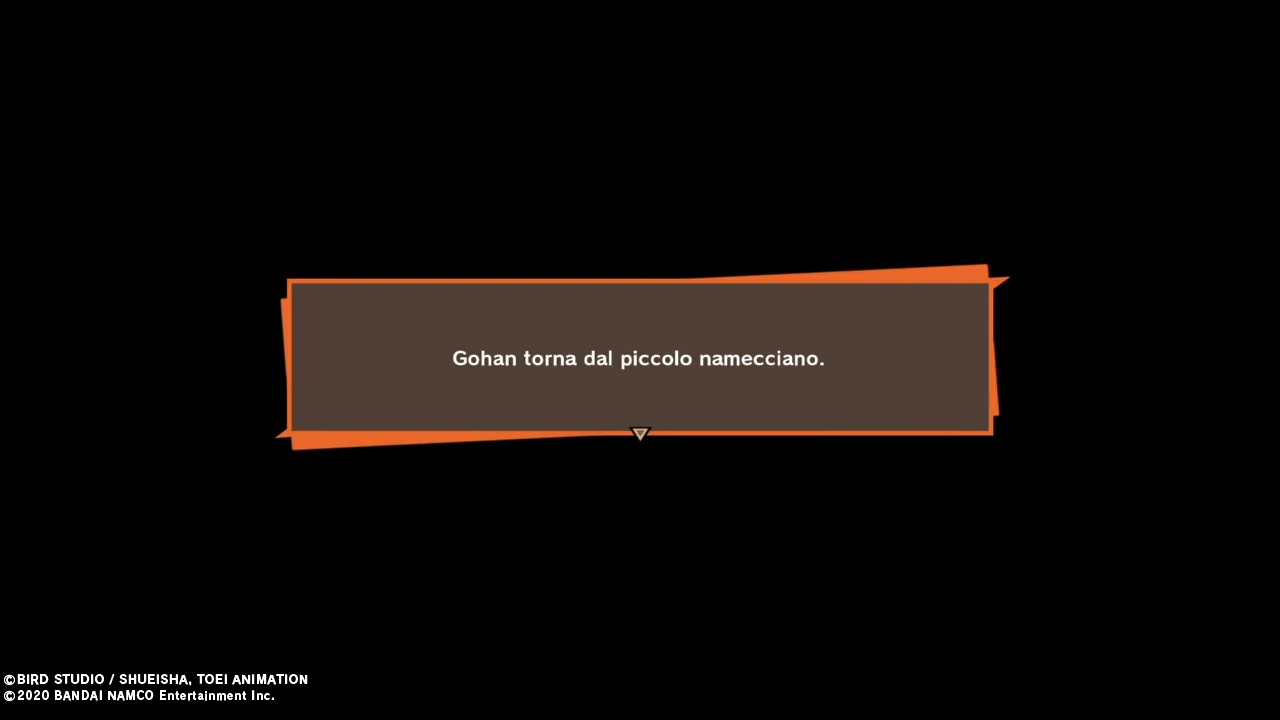 Gohan torna dal piccolo namecciano.
©BIRD STUDIO / SHUEISHA, TOEI ANIMATION
©2020 BANDAI NAMCO Entertainment Inc.